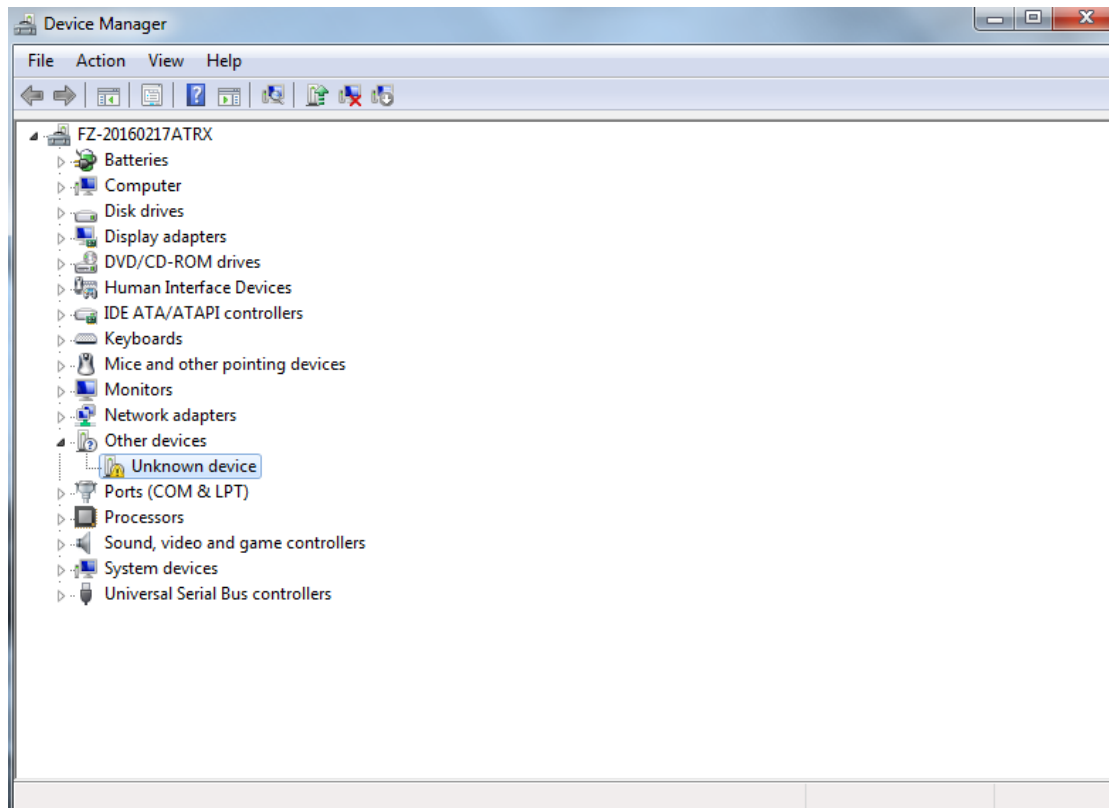 Device Manager
File Action View Help
FZ-20160217ATRX
Batteries
Computer
Disk drives
Display adapters
DVD/CD-ROM drives
Human Interface Devices
IDE ATA/ATAPI controllers
Keyboards
Mice and other pointing devices
Monitors
Network adapters
Other devices
Unknown device
Ports (COM & LPT)
Processors
Sound, video and game controllers
System devices
Universal Serial Bus controllers